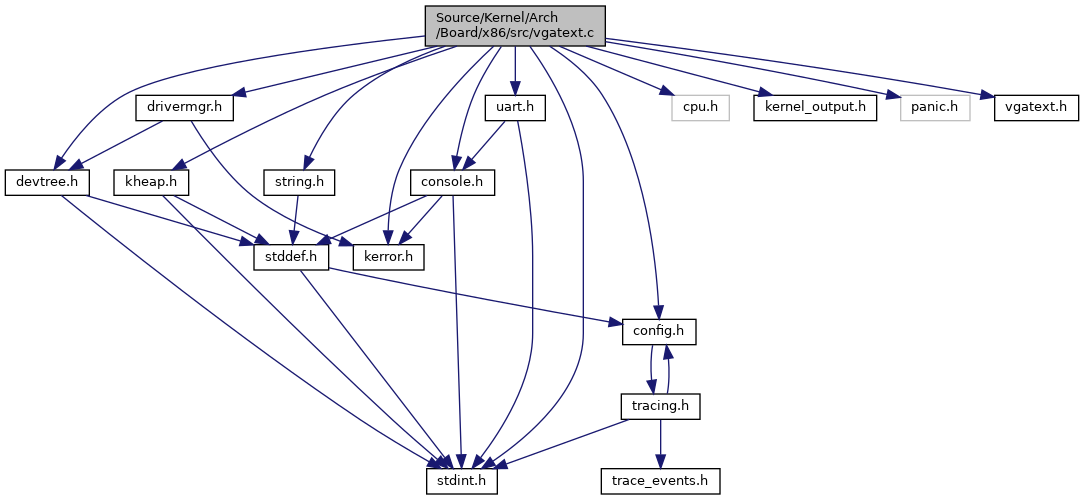 Source/Kernel/Arch
/Board/x86/src/vgatext.c
drivermgr.h
uart.h
cpu.h
kernel_output.h
panic.h
vgatext.h
devtree.h
kheap.h
string.h
console.h
stddef.h
kerror.h
config.h
tracing.h
stdint.h
trace_events.h